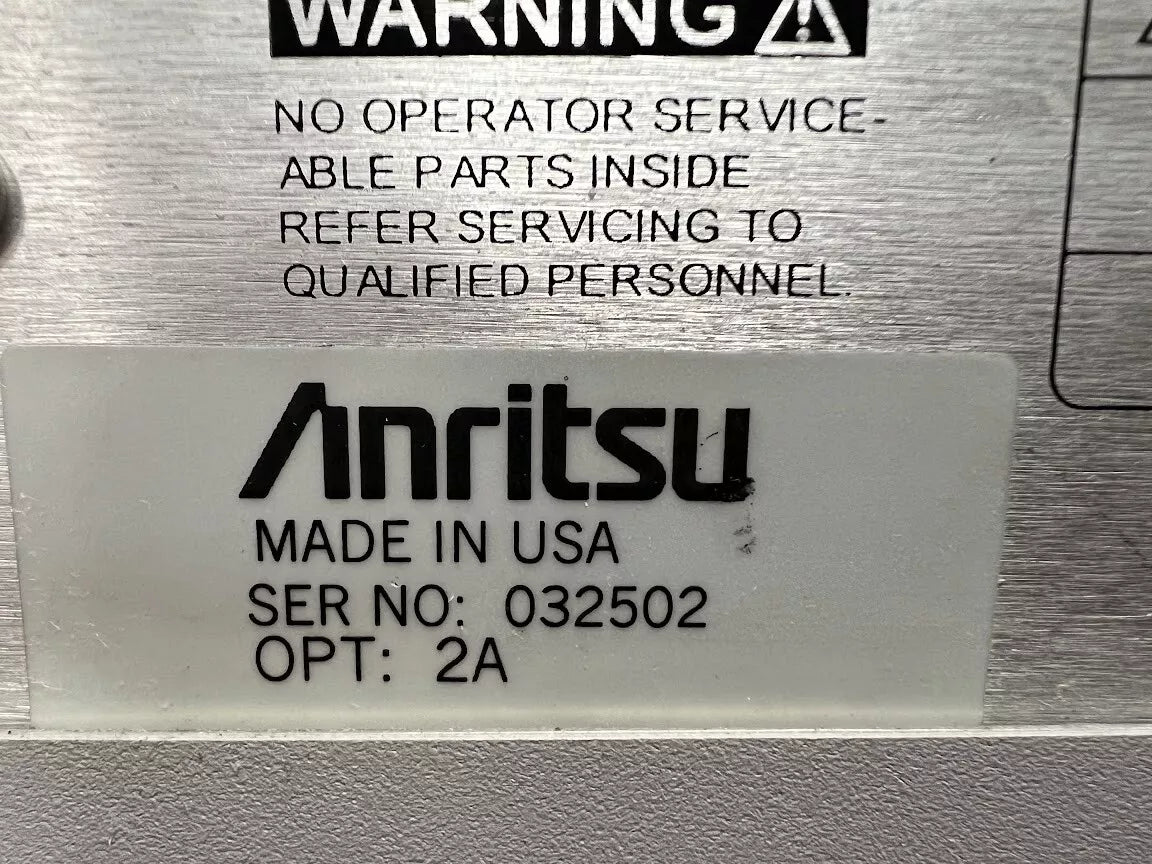 WARNING
NO OPERATOR SERVICE-
ABLE PARTS INSIDE
REFER SERVICING TO
QUALIFIED PERSONNEL.
Anritsu
MADE IN USA
SER NO: 032502
OPT: 2A